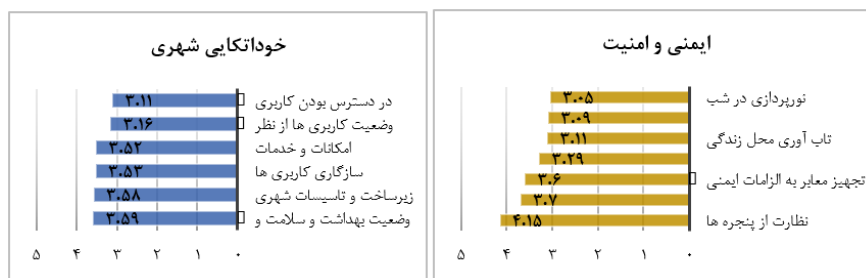 خوداتکایی شهری
در دسترس بودن کاربری ۳.۱۱
وضعیت کاربری ها از نظر ۳.۱۶
امکانات و خدمات ۳.۵۲
سازگاری کاربری ها ۳.۵۳
زیرساخت و تاسیسات شهری ۳.۵۸
وضعیت بهداشت و سلامت و ۳.۵۹
۰ ۱ ۲ ۳ ۴ ۵
ایمنی و امنیت
نورپردازی در شب ۳.۰۵
۳.۰۹
تاب آوری محل زندگی ۳.۱۱
۳.۲۹
تجهیز معابر به الزامات ایمنی ۳.۶
۳.۷
نظارت از پنجره ها ۴.۱۵
۰ ۱ ۲ ۳ ۴ ۵